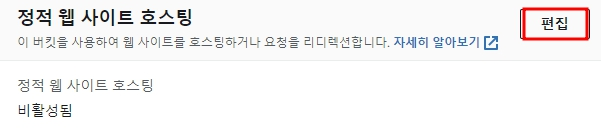 정적 웹 사이트 호스팅
편집
이 버킷을 사용하여 웹 사이트를 호스팅하거나 요청을 리디렉션합니다. 자세히 알아보기
정적 웹 사이트 호스팅
비활성됨